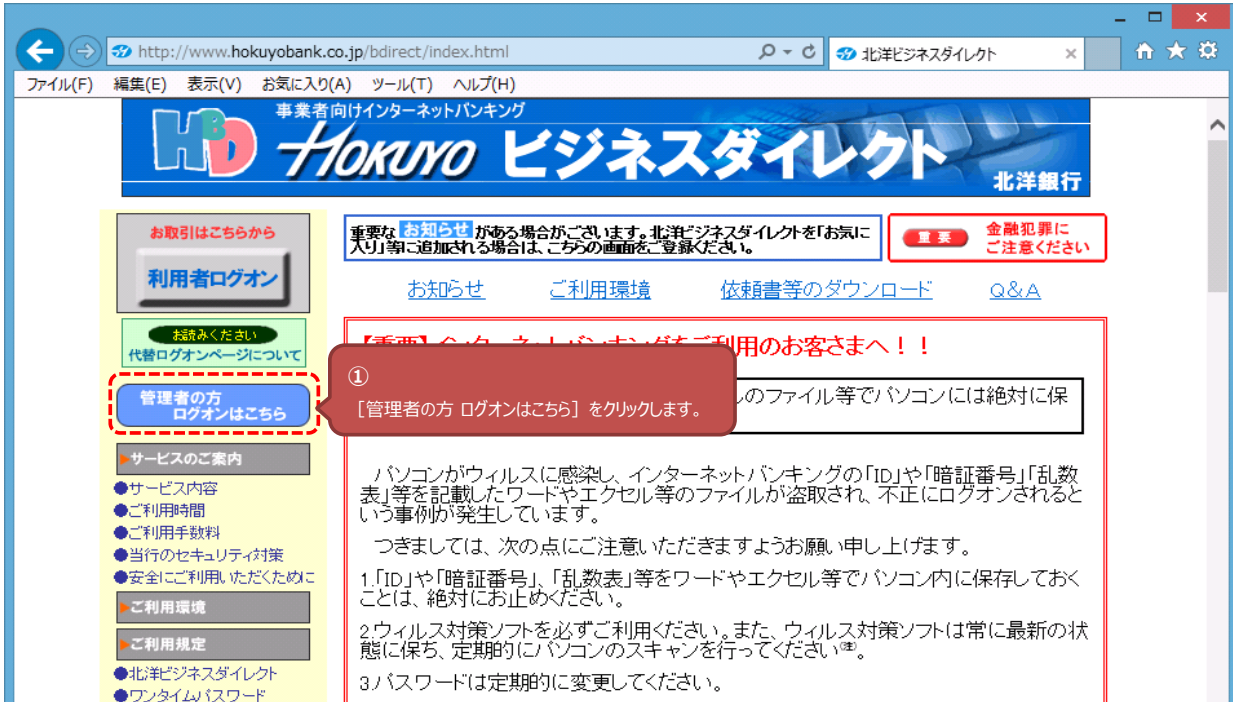 http://www.hokuyobank.co.jp/bdirect/index.html
北洋ビジネスダイレクト
ファイル(F) 編集(E) 表示(V) お気に入り(A) ツール(T) ヘルプ(H)
事業者向けインターネットバンキング
HBD HOKUYO ビジネスダイレクト
北洋銀行
お取引はこちらから
利用者ログオン
お読みください
代替ログオンページについて
管理者の方
ログオンはこちら
サービスのご案内
●サービス内容
●ご利用時間
●ご利用手数料
●当行のセキュリティ対策
●安全にご利用いただくために
ご利用環境
ご利用規定
●北洋ビジネスダイレクト
●ワンタイムパスワード
重要な お知らせ がある場合がございます。北洋ビジネスダイレクトを「お気に
入り」等に追加される場合は、こちらの画面をご登録ください。
重要
金融犯罪に
ご注意ください
お知らせ ご利用環境 依頼書等のダウンロード Q&A
【重要】インターネットバンキングをご利用のお客さまへ！！
①
［管理者の方 ログオンはこちら］をクリックします。
のファイル等でパソコンには絶対に保
パソコンがウィルスに感染し、インターネットバンキングの「ID」や「暗証番号」「乱数
表」等を記載したワードやエクセル等のファイルが盗取され、不正にログオンされると
いう事例が発生しています。
つきましては、次の点にご注意いただきますようお願い申し上げます。
1.「ID」や「暗証番号」、「乱数表」等をワードやエクセル等でパソコン内に保存しておく
ことは、絶対にお止めください。
2.ウィルス対策ソフトを必ずご利用ください。また、ウィルス対策ソフトは常に最新の状
態に保ち、定期的にパソコンのスキャンを行ってください㊟。
3.パスワードは定期的に変更してください。